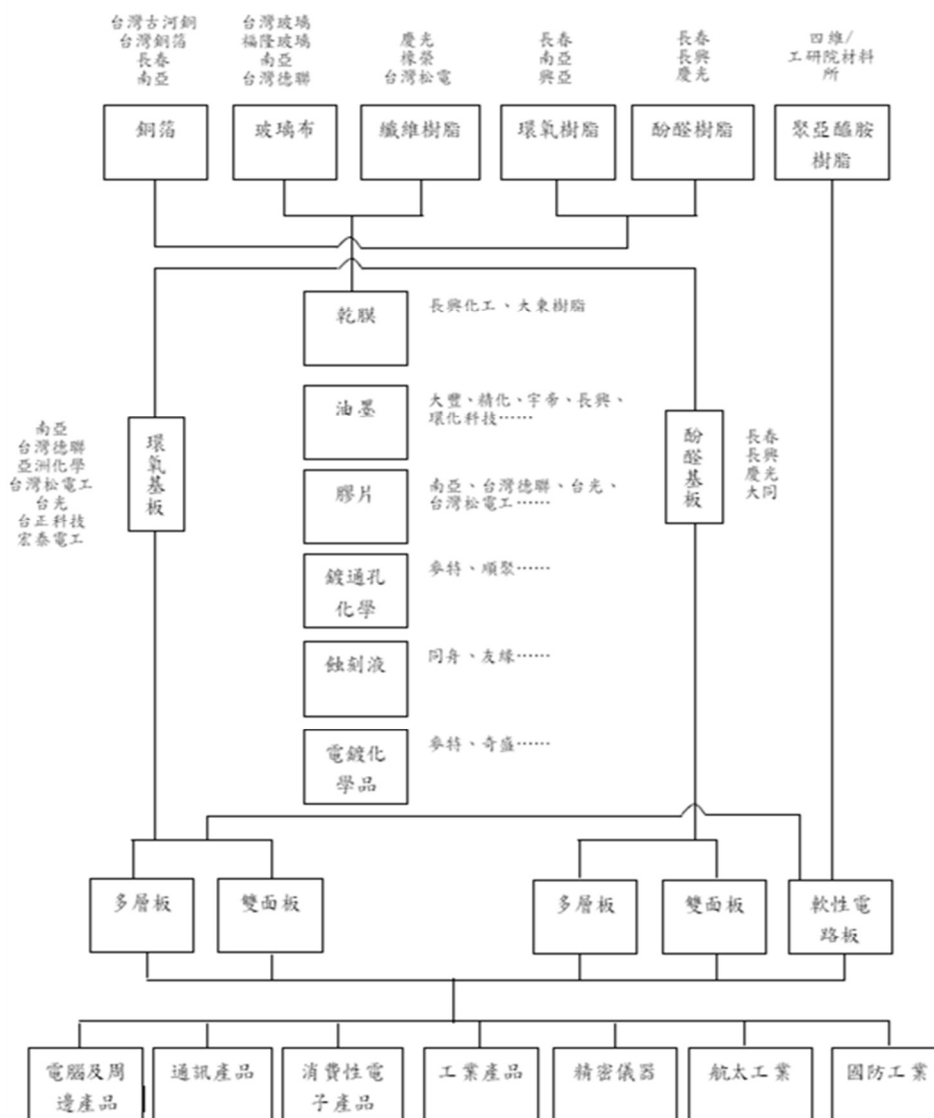 台灣古河銅
台灣銅箔
長春
南亞
台灣玻璃
福隆玻璃
南亞
台灣德聯
慶光
橡榮
台灣松電
長春
南亞
興亞
長春
長興
慶光
四維/
工研院材料
所
銅箔
玻璃布
纖維樹脂
環氧樹脂
酚醛樹脂
聚亞醯胺
樹脂
乾膜
長興化工、大東樹脂
油墨
大豐、精化、宇帝、長興、
環化科技……
南亞
台灣德聯
亞洲化學
台灣松電工
台光
台正科技
宏泰電工
環氧基板
膠片
南亞、台灣德聯、台光、
台灣松電工……
酚醛基板
長春
長興
慶光
大同
鍍通孔
化學
麥特、順聚……
蝕刻液
同舟、友緣……
電鍍化
學品
麥特、奇盛……
多層板
雙面板
多層板
雙面板
軟性電
路板
電腦及周
邊產品
通訊產品
消費性電
子產品
工業產品
精密儀器
航太工業
國防工業